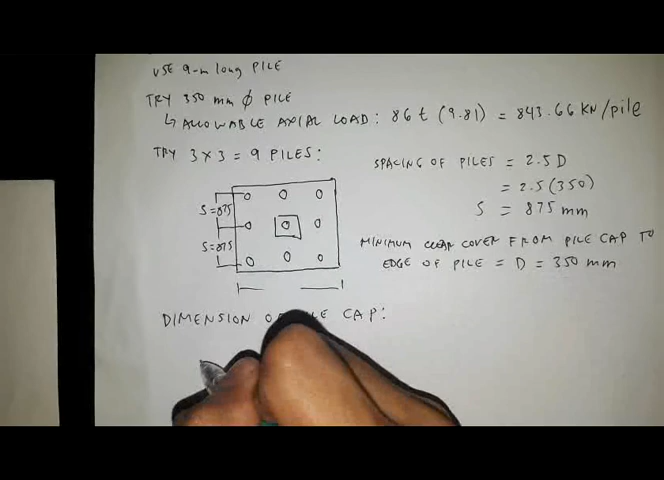 USE 9-m long PILE
TRY 350 mm φ PILE
↳ ALLOWABLE AXIAL LOAD: 86 t (9.81) = 843.66 KN/pile
TRY 3 x 3 = 9 PILES:
SPACING OF PILES = 2.5 D
= 2.5 (350)
S = 875 mm
S=875
S=875
MINIMUM CLEAR COVER FROM PILE CAP TO
EDGE OF PILE = D = 350 mm
DIMENSION CAP: